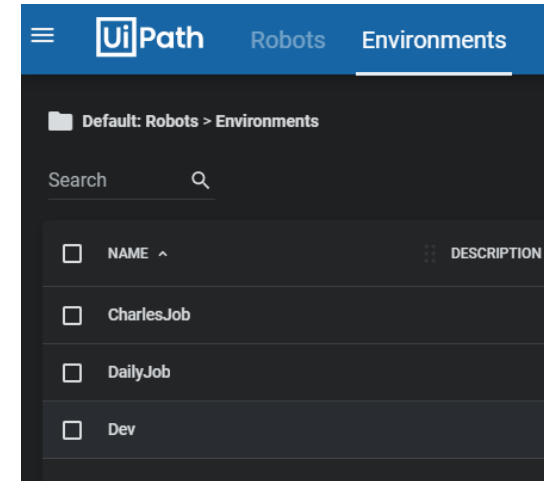 UiPath Robots Environments
Default: Robots > Environments
Search
NAME DESCRIPTION
CharlesJob
DailyJob
Dev